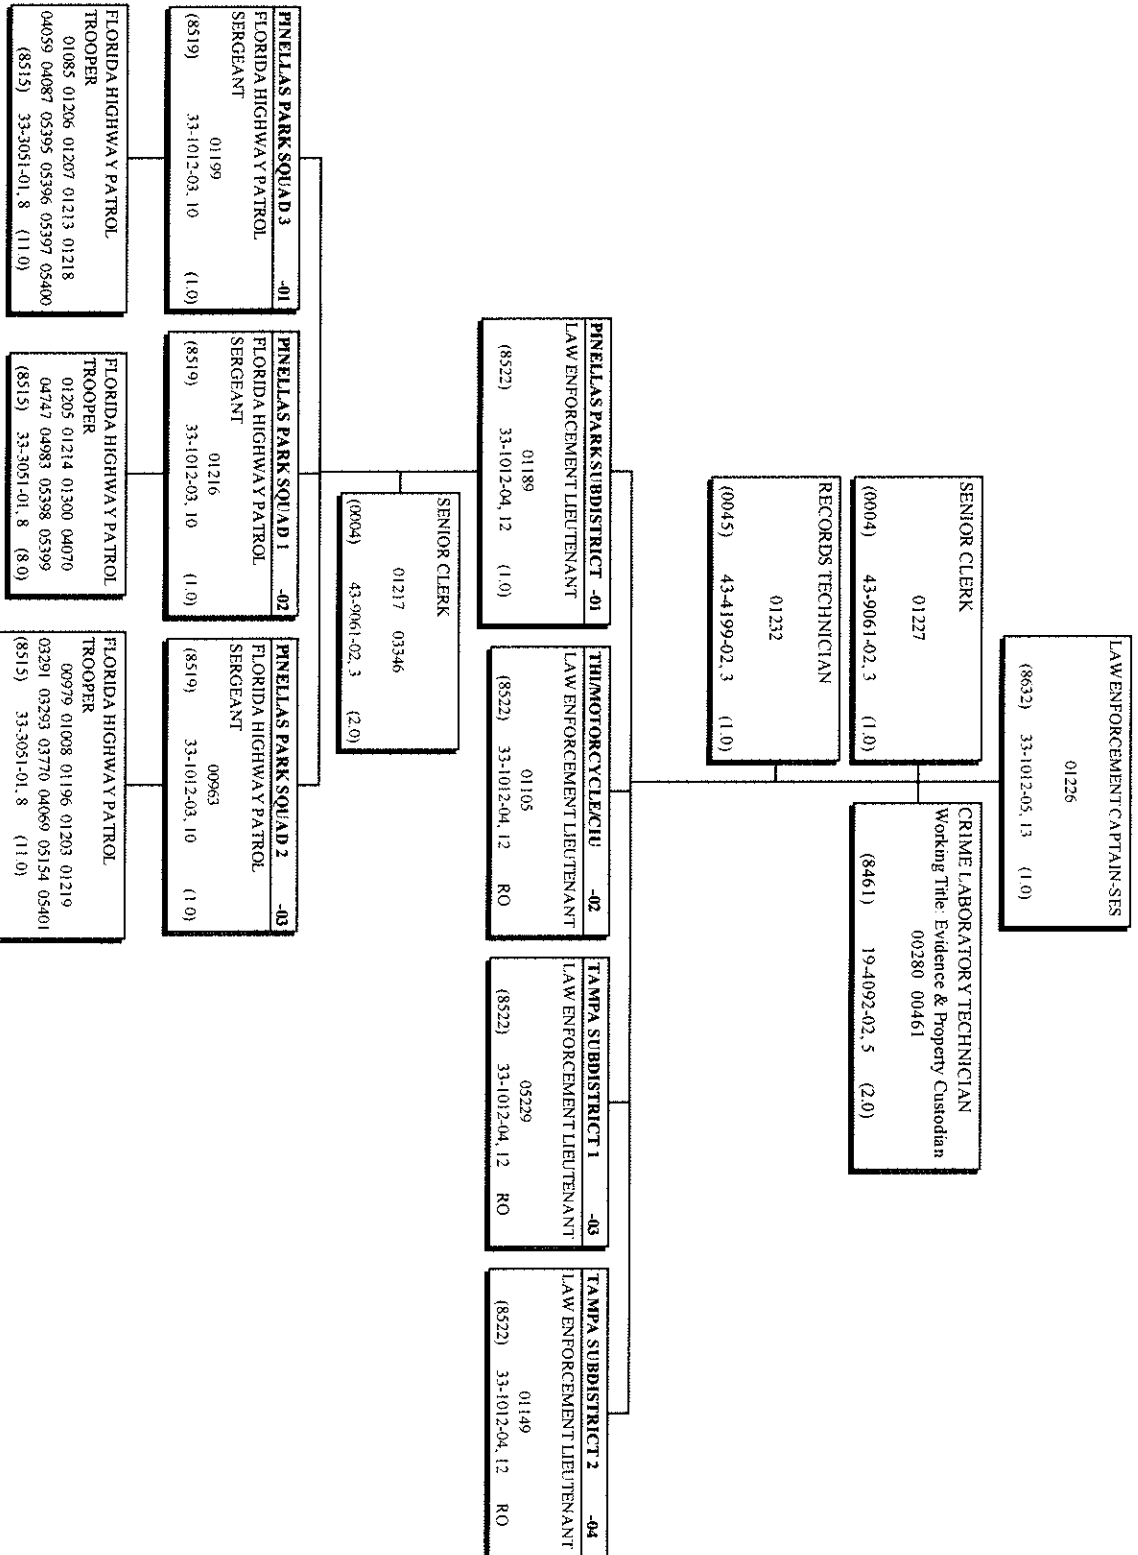 LAW ENFORCEMENT CAPTAIN-SES
01226
(8632) 33-1012-05, 13 (1.0)
SENIOR CLERK
01227
(0004) 43-9061-02, 3 (1.0)
CRIME LABORATORY TECHNICIAN
Working Title: Evidence & Property Custodian
00280 00461
(8461) 19-4092-02, 5 (2.0)
RECORDS TECHNICIAN
01232
(0045) 43-4199-02, 3 (1.0)
PINELLAS PARK SUBDISTRICT -01
LAW ENFORCEMENT LIEUTENANT
01189
(8522) 33-1012-04, 12 (1.0)
THI/MOTORCYCLE/CIU -02
LAW ENFORCEMENT LIEUTENANT
01105
(8522) 33-1012-04, 12 RO
TAMPA SUBDISTRICT 1 -03
LAW ENFORCEMENT LIEUTENANT
05229
(8522) 33-1012-04, 12 RO
TAMPA SUBDISTRICT 2 -04
LAW ENFORCEMENT LIEUTENANT
01149
(8522) 33-1012-04, 12 RO
SENIOR CLERK
01217 03346
(0004) 43-9061-02, 3 (2.0)
PINELLAS PARK SQUAD 3 -01
FLORIDA HIGHWAY PATROL
SERGEANT
01199
(8519) 33-1012-03, 10 (1.0)
PINELLAS PARK SQUAD 1 -02
FLORIDA HIGHWAY PATROL
SERGEANT
01216
(8519) 33-1012-03, 10 (1.0)
PINELLAS PARK SQUAD 2 -03
FLORIDA HIGHWAY PATROL
SERGEANT
00963
(8519) 33-1012-03, 10 (1.0)
FLORIDA HIGHWAY PATROL
TROOPER
01085 01206 01207 01213 01218
04059 04087 05395 05396 05397 05400
(8515) 33-3051-01, 8 (11.0)
FLORIDA HIGHWAY PATROL
TROOPER
01205 01214 01300 04070
04747 04983 05398 05399
(8515) 33-3051-01, 8 (8.0)
FLORIDA HIGHWAY PATROL
TROOPER
00979 01008 01196 01203 01219
03291 03293 03770 04069 05154 05401
(8515) 33-3051-01, 8 (11.0)